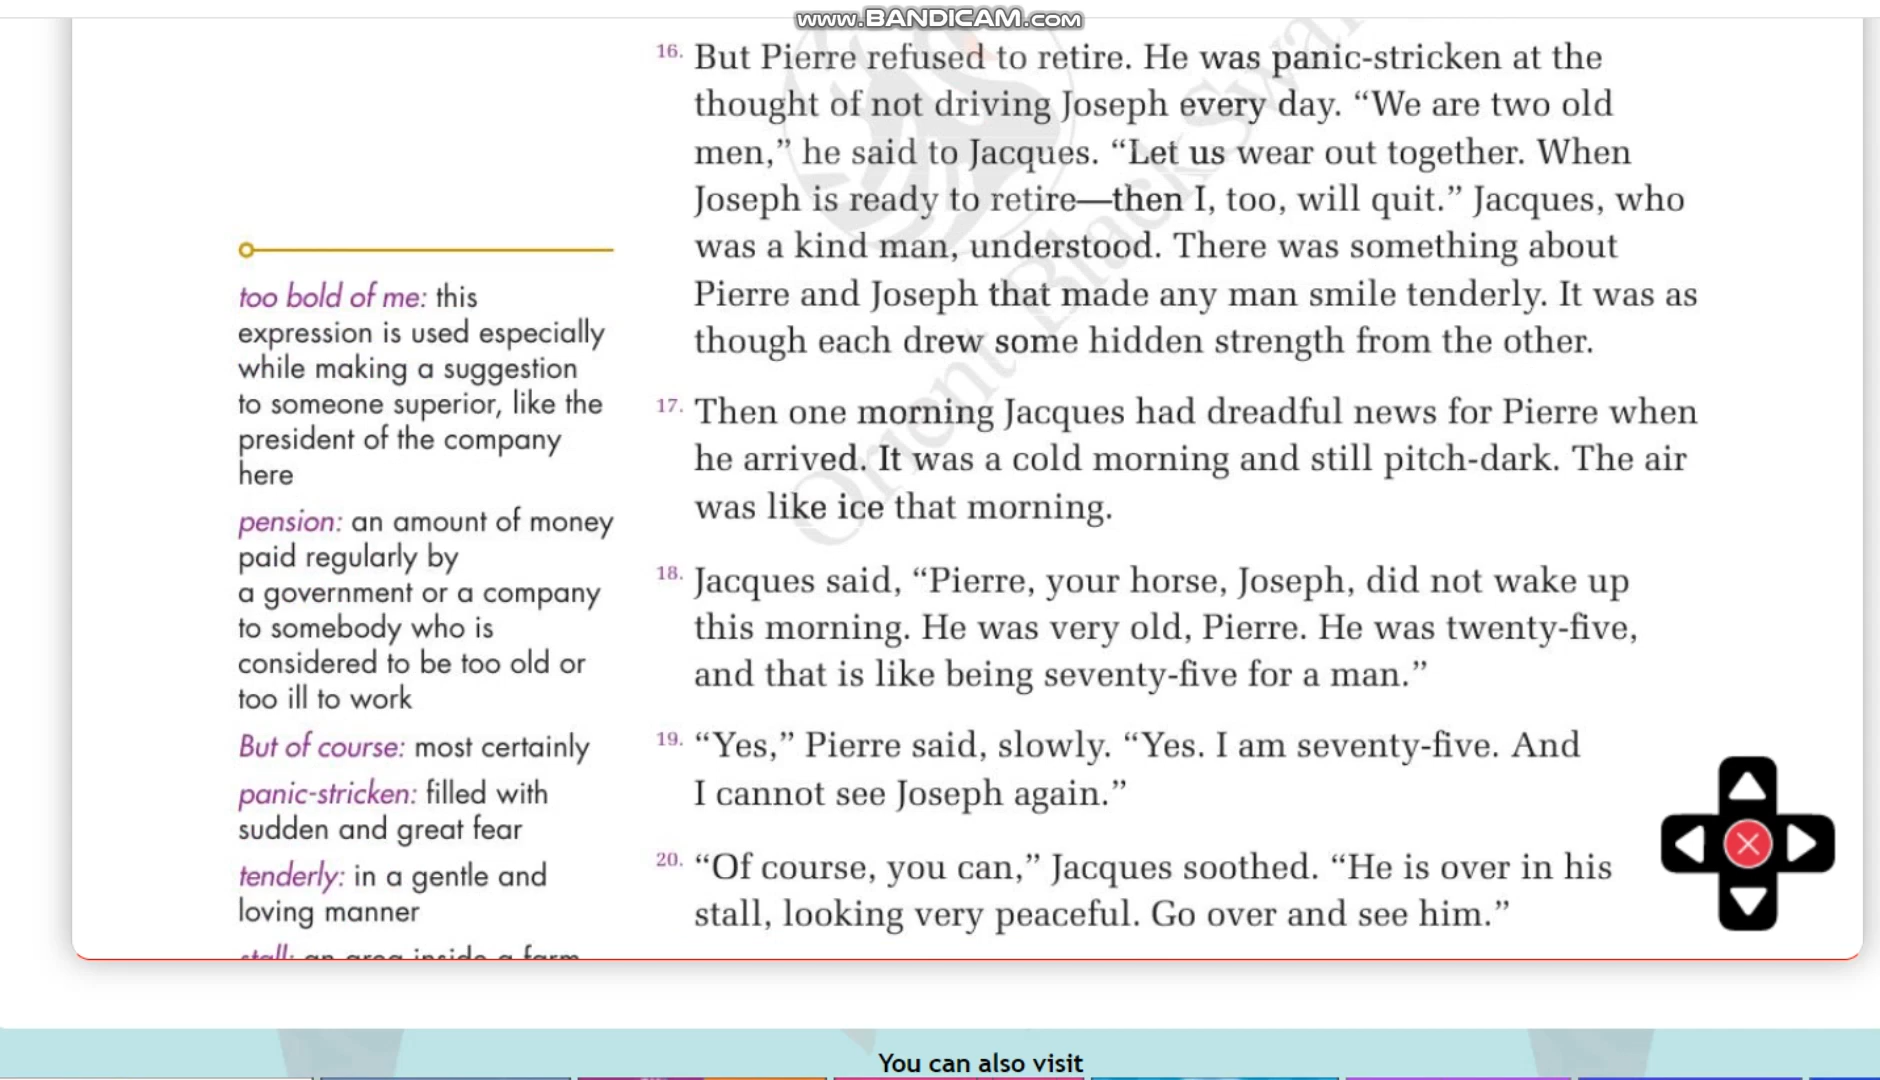 www.BANDICAM.com
16. But Pierre refused to retire. He was panic-stricken at the
thought of not driving Joseph every day. “We are two old
men,” he said to Jacques. “Let us wear out together. When
Joseph is ready to retire—then I, too, will quit.” Jacques, who
was a kind man, understood. There was something about
Pierre and Joseph that made any man smile tenderly. It was as
though each drew some hidden strength from the other.
17. Then one morning Jacques had dreadful news for Pierre when
he arrived. It was a cold morning and still pitch-dark. The air
was like ice that morning.
18. Jacques said, “Pierre, your horse, Joseph, did not wake up
this morning. He was very old, Pierre. He was twenty-five,
and that is like being seventy-five for a man.”
19. “Yes,” Pierre said, slowly. “Yes. I am seventy-five. And
I cannot see Joseph again.”
20. “Of course, you can,” Jacques soothed. “He is over in his
stall, looking very peaceful. Go over and see him.”
too bold of me: this
expression is used especially
while making a suggestion
to someone superior, like the
president of the company
here
pension: an amount of money
paid regularly by
a government or a company
to somebody who is
considered to be too old or
too ill to work
But of course: most certainly
panic-stricken: filled with
sudden and great fear
tenderly: in a gentle and
loving manner
stall: an area inside a farm
Orient BlackSwan
You can also visit